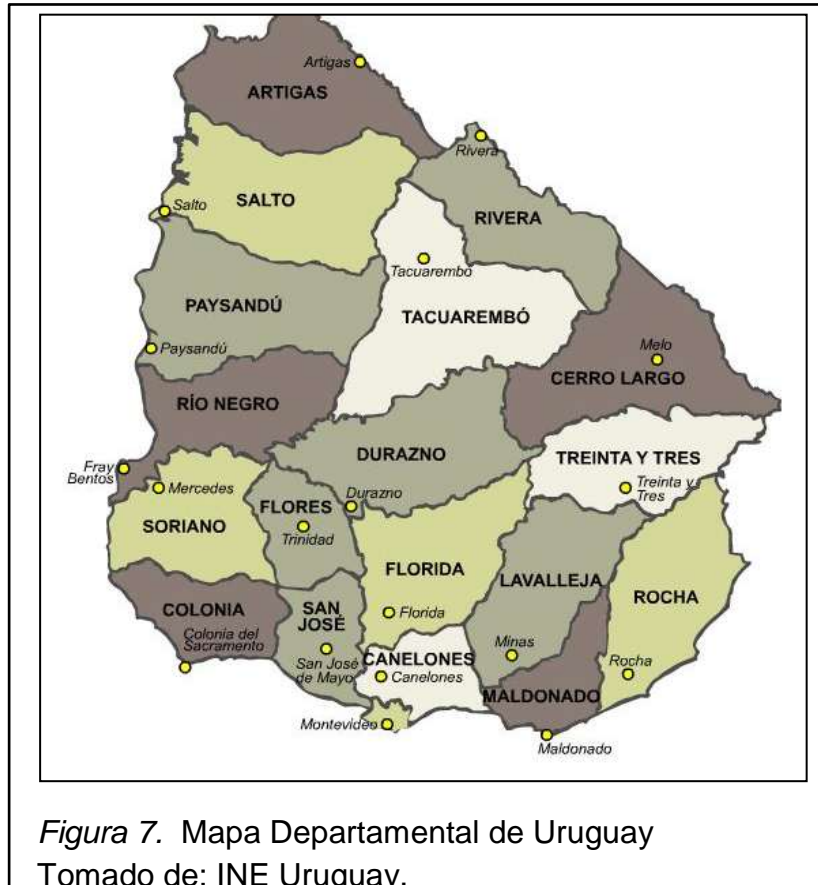 Artigas
ARTIGAS
Rivera
SALTO
Salto
RIVERA
Tacuarembó
PAYSANDÚ
TACUAREMBÓ
Paysandú
Melo
CERRO LARGO
RÍO NEGRO
DURAZNO
TREINTA Y TRES
Fray
Bentos
Mercedes
Treinta y
Tres
Durazno
FLORES
SORIANO
Trinidad
FLORIDA
LAVALLEJA
ROCHA
COLONIA
SAN
JOSÉ
Florida
Colonia del
Sacramento
Minas
CANELONES
San José
de Mayo
Canelones
Rocha
MALDONADO
Montevideo
Maldonado
Figura 7. Mapa Departamental de Uruguay
Tomado de: INE Uruguay.